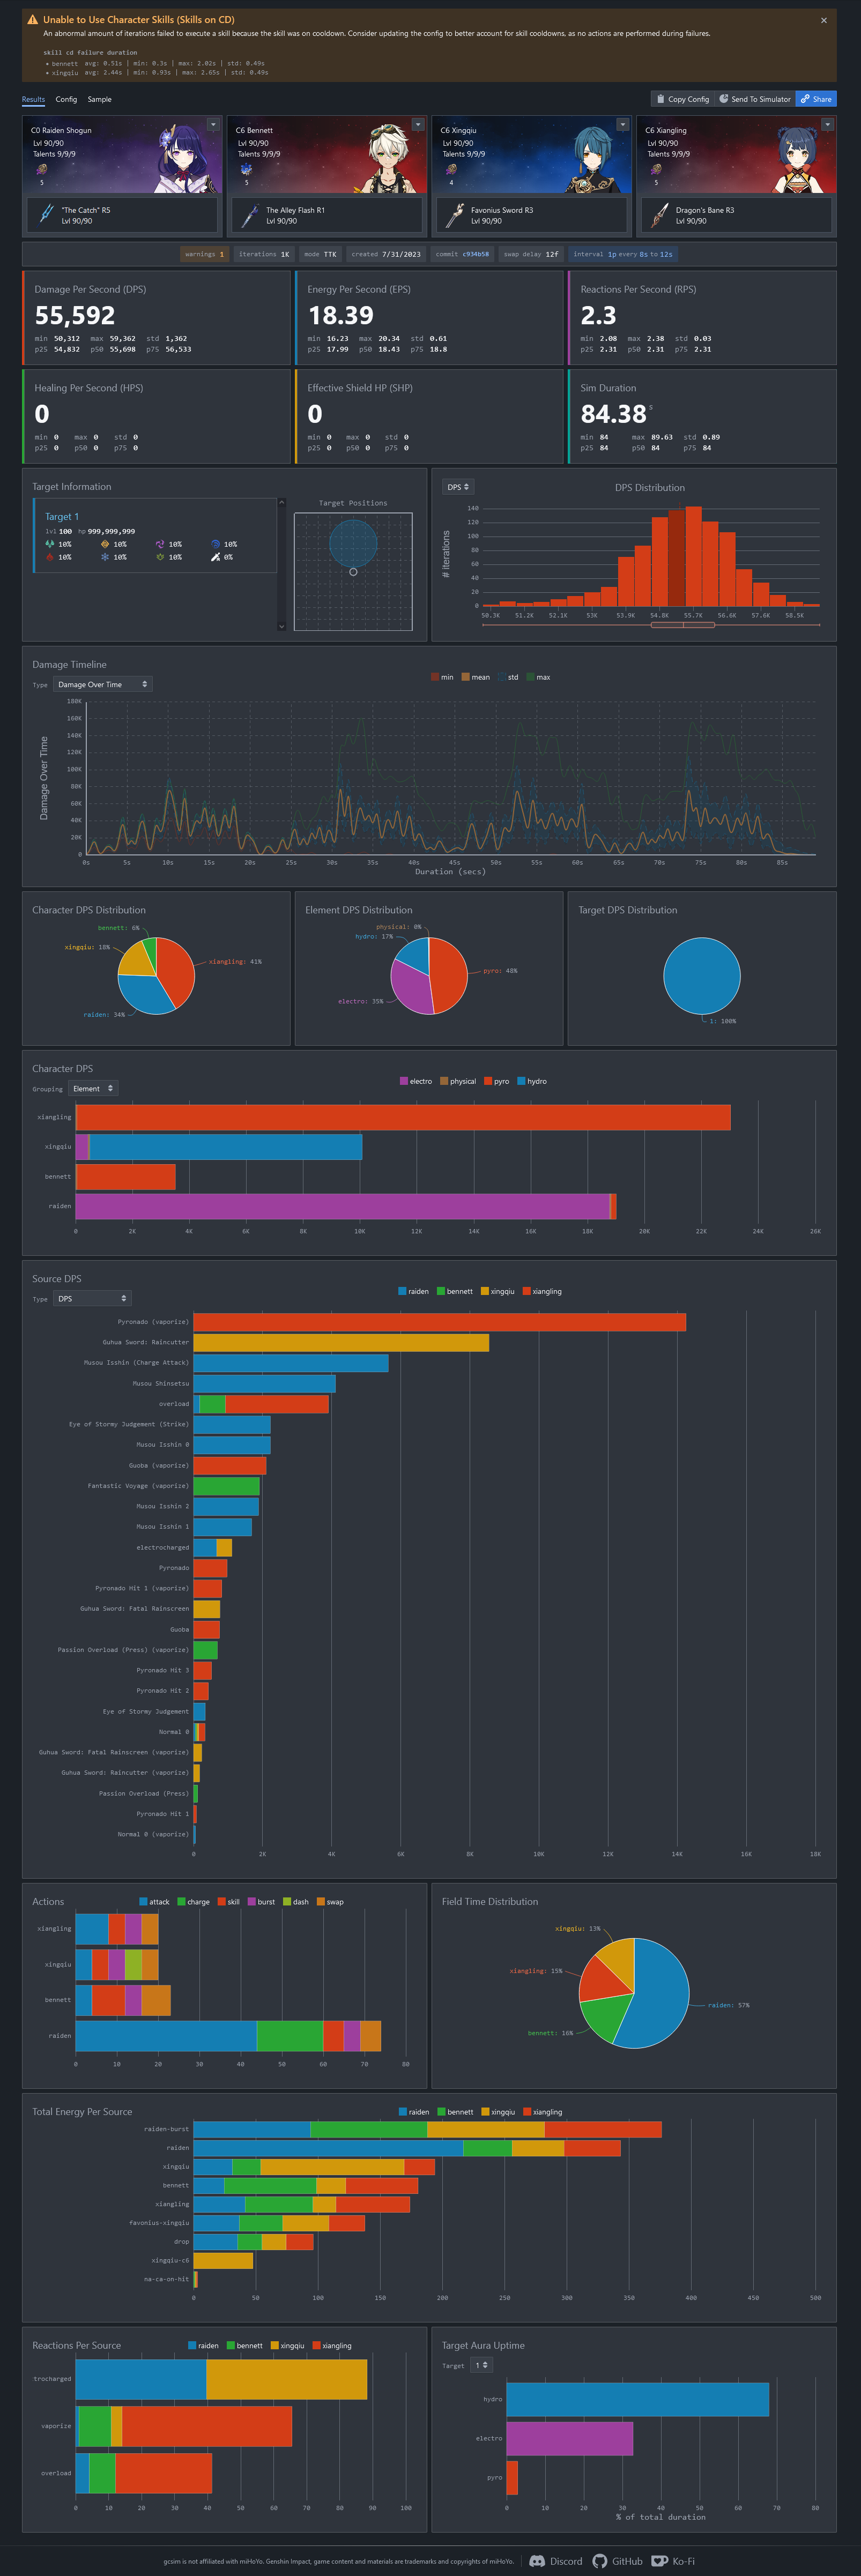 Unable to Use Character Skills (Skills on CD)
An abnormal amount of iterations failed to execute a skill because the skill was on cooldown. Consider updating the config to better account for skill cooldowns, as no actions are performed during failures.
skill cd failure duration
• bennett avg: 0.51s | min: 0.3s | max: 2.02s | std: 0.49s
• xingqiu avg: 2.44s | min: 0.93s | max: 2.65s | std: 0.49s
Results Config Sample Copy Config Send To Simulator Share
C0 Raiden Shogun C6 Bennett C6 Xingqiu C6 Xiangling
Lvl 90/90 Lvl 90/90 Lvl 90/90 Lvl 90/90
Talents 9/9/9 Talents 9/9/9 Talents 9/9/9 Talents 9/9/9
5 5 4 5
"The Catch" R5 The Alley Flash R1 Favonius Sword R3 Dragon's Bane R3
Lvl 90/90 Lvl 90/90 Lvl 90/90 Lvl 90/90
warnings 1 iterations 1K mode TTK created 7/31/2023 commit c934b58 swap delay 12f interval 1p every 8s to 12s
Damage Per Second (DPS) Energy Per Second (EPS) Reactions Per Second (RPS)
55,592 18.39 2.3
min 50,312 max 59,362 std 1,362 min 16.23 max 20.34 std 0.61 min 2.08 max 2.38 std 0.03
p25 54,832 p50 55,698 p75 56,533 p25 17.99 p50 18.43 p75 18.8 p25 2.31 p50 2.31 p75 2.31
Healing Per Second (HPS) Effective Shield HP (SHP) Sim Duration
0 0 84.38 s
min 0 max 0 std 0 min 0 max 0 std 0 min 84 max 89.63 std 0.89
p25 0 p50 0 p75 0 p25 0 p50 0 p75 0 p25 84 p50 84 p75 84
Target Information
Target 1
lvl 100 hp 999,999,999
10% 10% 10% 10%
10% 10% 10% 0%
Target Positions
DPS DPS Distribution
# Iterations
140
120
100
80
60
40
20
0
50.3K 51.2K 52.1K 53K 53.9K 54.8K 55.7K 56.6K 57.6K 58.5K
Damage Timeline
Type Damage Over Time
min mean std max
Damage Over Time
180K
160K
140K
120K
100K
80K
60K
40K
20K
0
0s 5s 10s 15s 20s 25s 30s 35s 40s 45s 50s 55s 60s 65s 70s 75s 80s 85s
Duration (secs)
Character DPS Distribution
bennett: 6%
xingqiu: 18%
xiangling: 41%
raiden: 34%
Element DPS Distribution
physical: 0%
hydro: 17%
pyro: 48%
electro: 35%
Target DPS Distribution
1: 100%
Character DPS
Grouping Element
electro physical pyro hydro
xiangling
xingqiu
bennett
raiden
0 2K 4K 6K 8K 10K 12K 14K 16K 18K 20K 22K 24K 26K
Source DPS
Type DPS
raiden bennett xingqiu xiangling
Pyronado (vaporize)
Guhua Sword: Raincutter
Musou Isshin (Charge Attack)
Musou Shinsetsu
overload
Eye of Stormy Judgement (Strike)
Musou Isshin 0
Guoba (vaporize)
Fantastic Voyage (vaporize)
Musou Isshin 2
Musou Isshin 1
electrocharged
Pyronado
Pyronado Hit 1 (vaporize)
Guhua Sword: Fatal Rainscreen
Guoba
Passion Overload (Press) (vaporize)
Pyronado Hit 3
Pyronado Hit 2
Eye of Stormy Judgement
Normal 0
Guhua Sword: Fatal Rainscreen (vaporize)
Guhua Sword: Raincutter (vaporize)
Passion Overload (Press)
Pyronado Hit 1
Normal 0 (vaporize)
0 2K 4K 6K 8K 10K 12K 14K 16K 18K
Actions
attack charge skill burst dash swap
xiangling
xingqiu
bennett
raiden
0 10 20 30 40 50 60 70 80
Field Time Distribution
xingqiu: 13%
xiangling: 15%
raiden: 57%
bennett: 16%
Total Energy Per Source
raiden bennett xingqiu xiangling
raiden-burst
raiden
xingqiu
bennett
xiangling
favonius-xingqiu
drop
xingqiu-c6
na-ca-on-hit
0 50 100 150 200 250 300 350 400 450 500
Reactions Per Source
raiden bennett xingqiu xiangling
trocharged
vaporize
overload
0 10 20 30 40 50 60 70 80 90 100
Target Aura Uptime
Target 1
hydro
electro
pyro
0 10 20 30 40 50 60 70 80
% of total duration
gcsim is not affiliated with miHoYo. Genshin Impact, game content and materials are trademarks and copyrights of miHoYo. Discord GitHub Ko-Fi